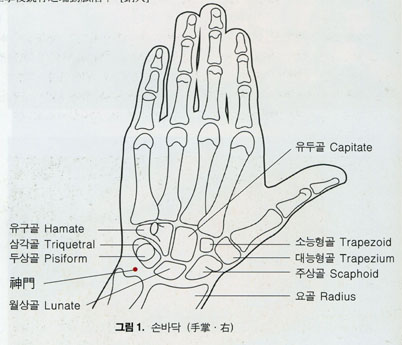 유두골 Capitate
유구골 Hamate
삼각골 Triquetral
두상골 Pisiform
神門
월상골 Lunate
소능형골 Trapezoid
대능형골 Trapezium
주상골 Scaphoid
요골 Radius
그림 1. 손바닥 (手掌 · 右)